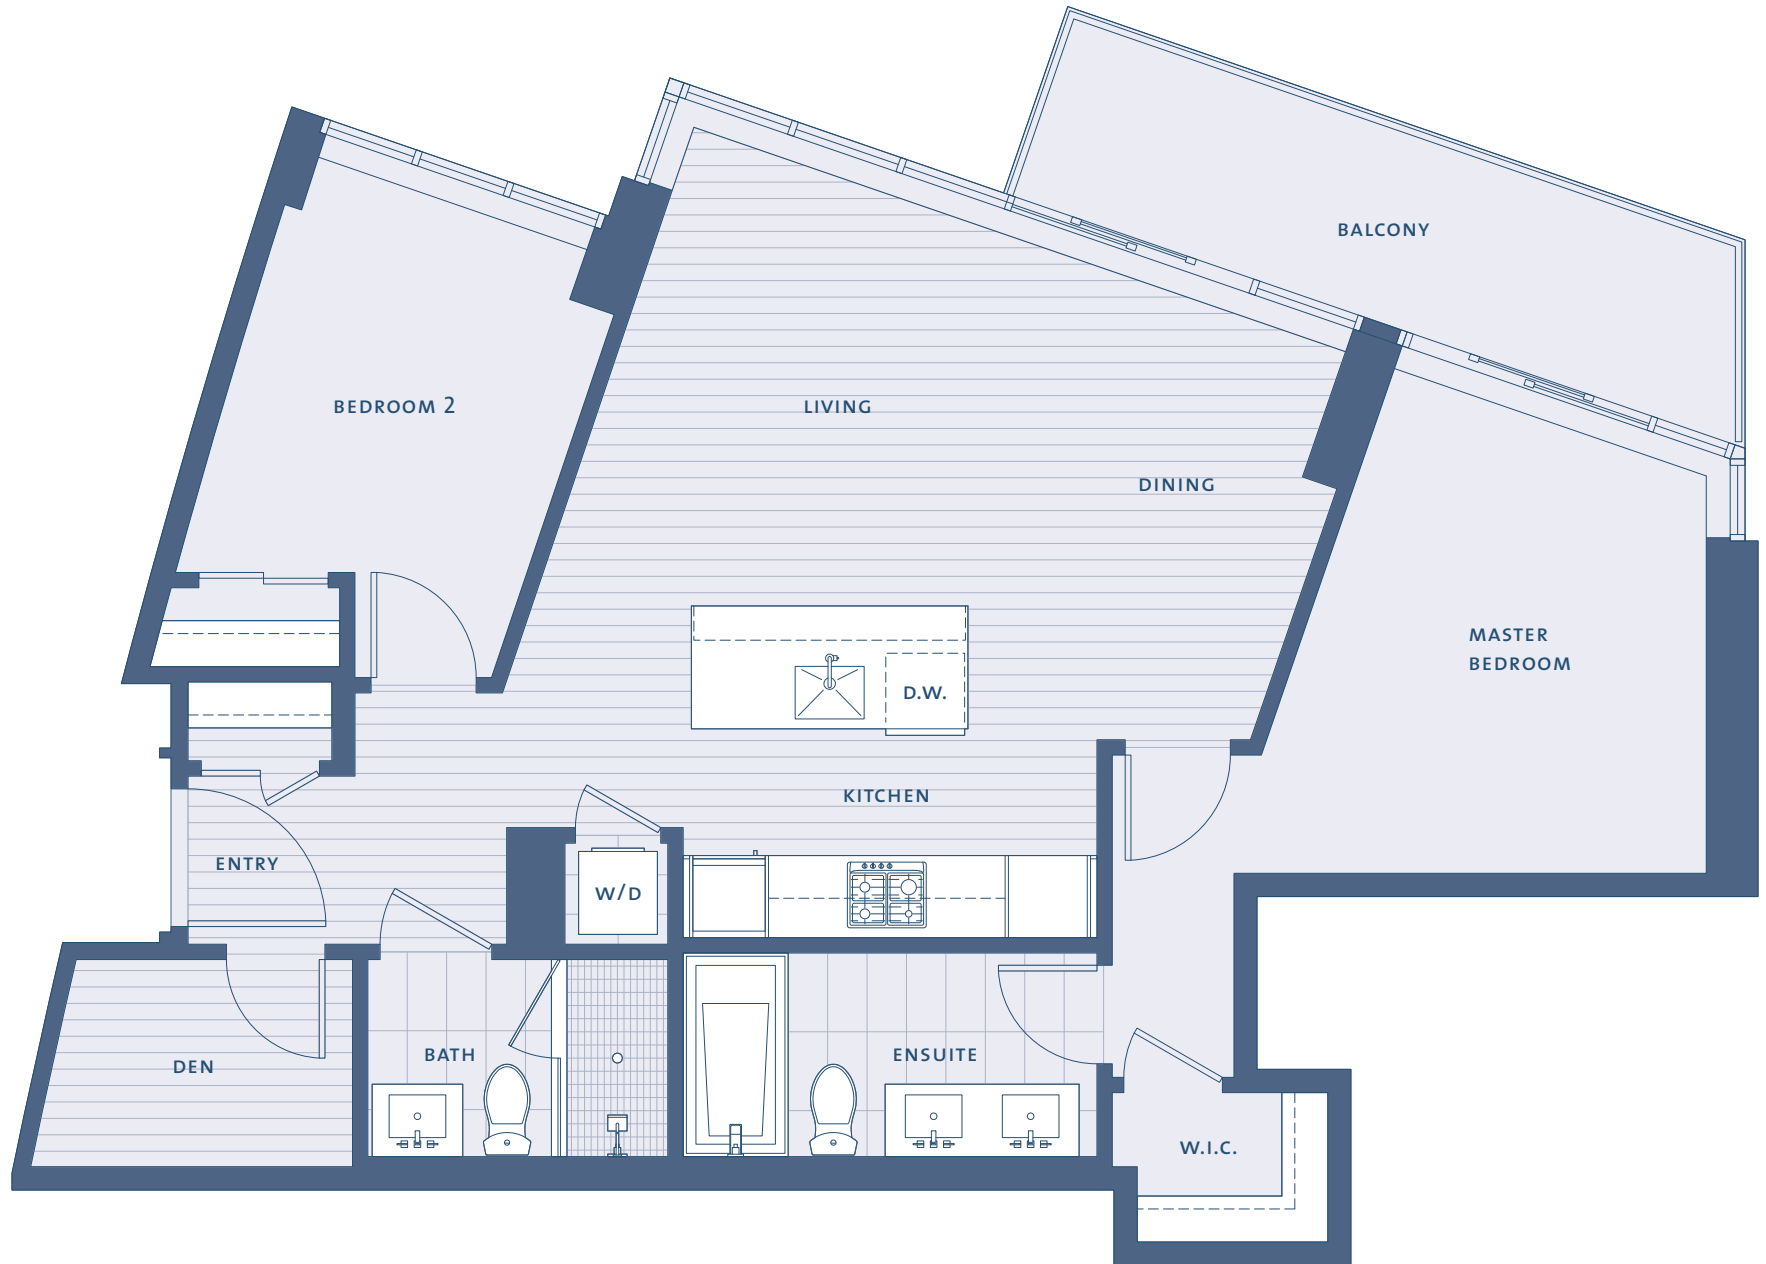 BALCONY
BEDROOM 2
LIVING
DINING
MASTER
BEDROOM
D.W.
KITCHEN
ENTRY
W/D
BATH
ENSUITE
DEN
W.I.C.